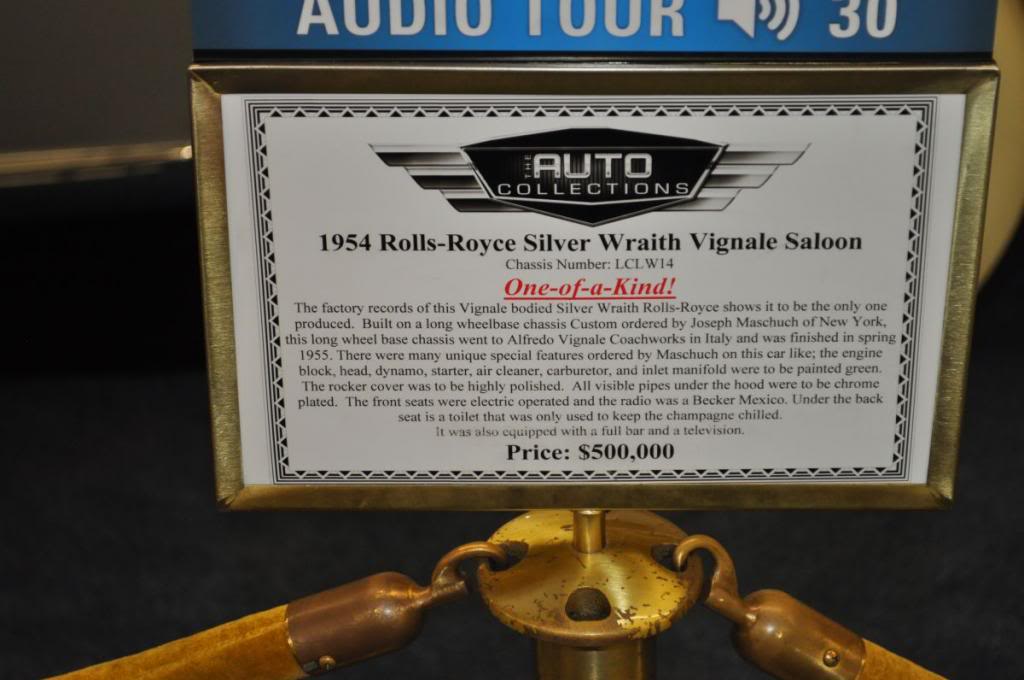 AUDIO TOUR 30
THE AUTO
COLLECTIONS
1954 Rolls-Royce Silver Wraith Vignale Saloon
Chassis Number: LCLW14
One-of-a-Kind!
The factory records of this Vignale bodied Silver Wraith Rolls-Royce shows it to be the only one
produced. Built on a long wheelbase chassis Custom ordered by Joseph Maschuch of New York,
this long wheel base chassis went to Alfredo Vignale Coachworks in Italy and was finished in spring
1955. There were many unique special features ordered by Maschuch on this car like; the engine
block, head, dynamo, starter, air cleaner, carburetor, and inlet manifold were to be painted green.
The rocker cover was to be highly polished. All visible pipes under the hood were to be chrome
plated. The front seats were electric operated and the radio was a Becker Mexico. Under the back
seat is a toilet that was only used to keep the champagne chilled.
It was also equipped with a full bar and a television.
Price: $500,000